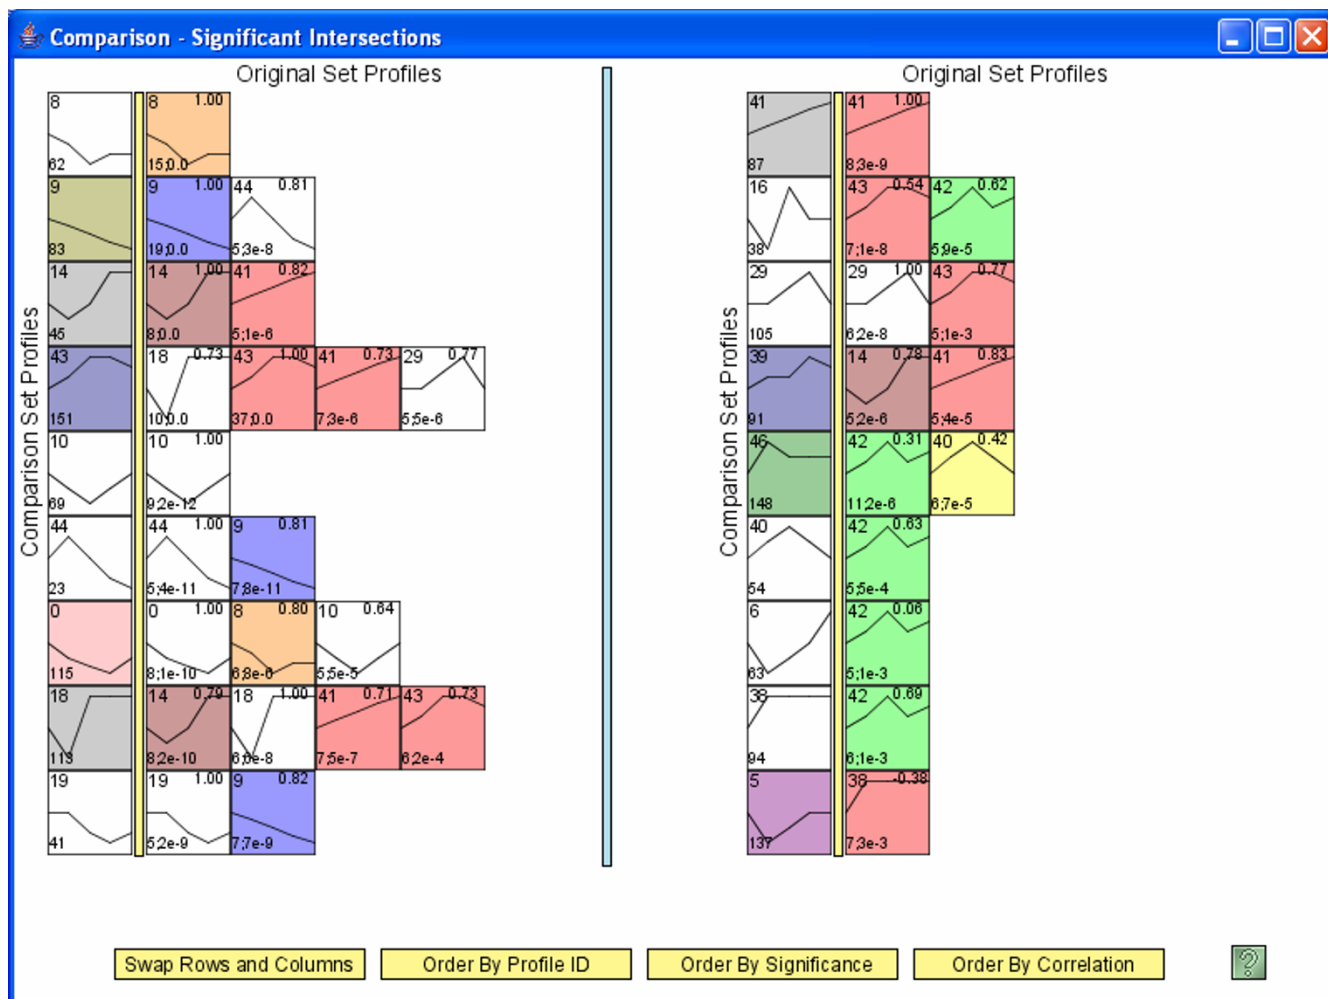 Comparison - Significant Intersections
Original Set Profiles
Original Set Profiles
Comparison Set Profiles
8 8 1.00
62 15;0.0
9 9 1.00 44 0.81
83 19;0.0 5;3e-8
14 14 1.00 41 0.82
45 8;0.0 5;1e-6
43 18 0.73 43 1.00 41 0.73 29 0.77
151 10;0.0 37;0.0 7;3e-6 5;5e-6
10 10 1.00
69 9;2e-12
44 44 1.00 9 0.81
23 5;4e-11 7;8e-11
0 0 1.00 8 0.80 10 0.64
115 8;1e-10 6;8e-6 5;5e-5
18 14 0.79 18 1.00 41 0.71 43 0.73
113 8;2e-10 6;6e-8 7;5e-7 6;2e-4
19 19 1.00 9 0.82
41 5;2e-9 7;7e-9
Comparison Set Profiles
41 41 1.00
87 8;3e-9
16 43 0.54 42 0.62
38 7;1e-8 5;9e-5
29 29 1.00 43 0.77
105 6;2e-8 5;1e-3
39 14 0.78 41 0.83
91 5;2e-6 5;4e-5
46 42 0.31 40 0.42
148 11;2e-6 6;7e-5
40 42 0.63
54 5;5e-4
6 42 0.06
63 5;1e-3
38 42 0.69
94 6;1e-3
5 38 -0.38
137 7;3e-3
Swap Rows and Columns
Order By Profile ID
Order By Significance
Order By Correlation
?